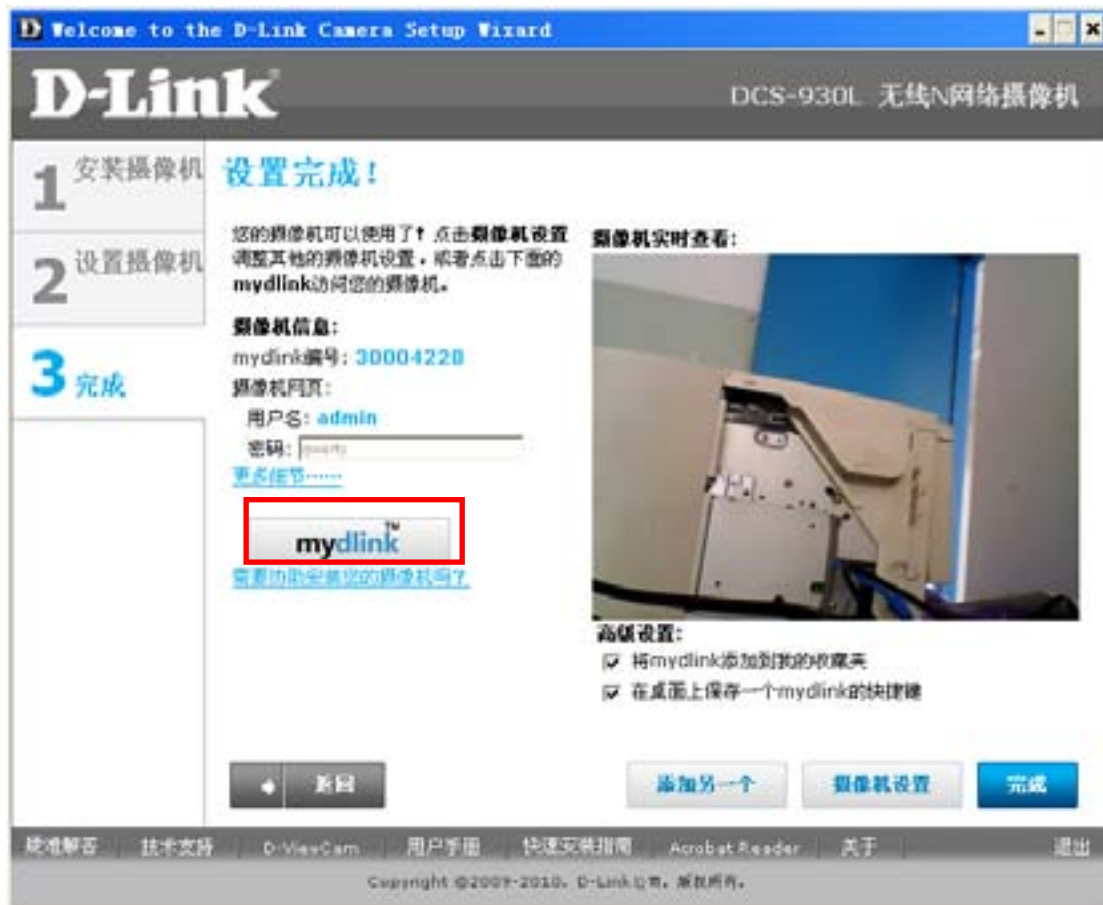 Welcome to the D-Link Camera Setup Wizard
D-Link
DCS-930L 无线N网络摄像机
1 安装摄像机
2 设置摄像机
3 完成
设置完成!
您的摄像机可以使用了! 点击摄像机设置
调整其他的摄像机设置,或者点击下面的
mydlink访问您的摄像机。
摄像机信息:
mydlink编号: 30004228
摄像机网页:
用户名: admin
密码: qwerty
更多细节……
mydlink™
需要协助安装您的摄像机吗?
摄像机实时查看:
高级设置:
将mydlink添加到我的收藏夹
在桌面上保存一个mydlink的快捷键
返回
添加另一个
摄像机设置
完成
疑难解答 技术支持 D-ViewCam 用户手册 快速安装指南 Acrobat Reader 关于 退出
Copyright ©2009-2010. D-Link公司。版权所有。